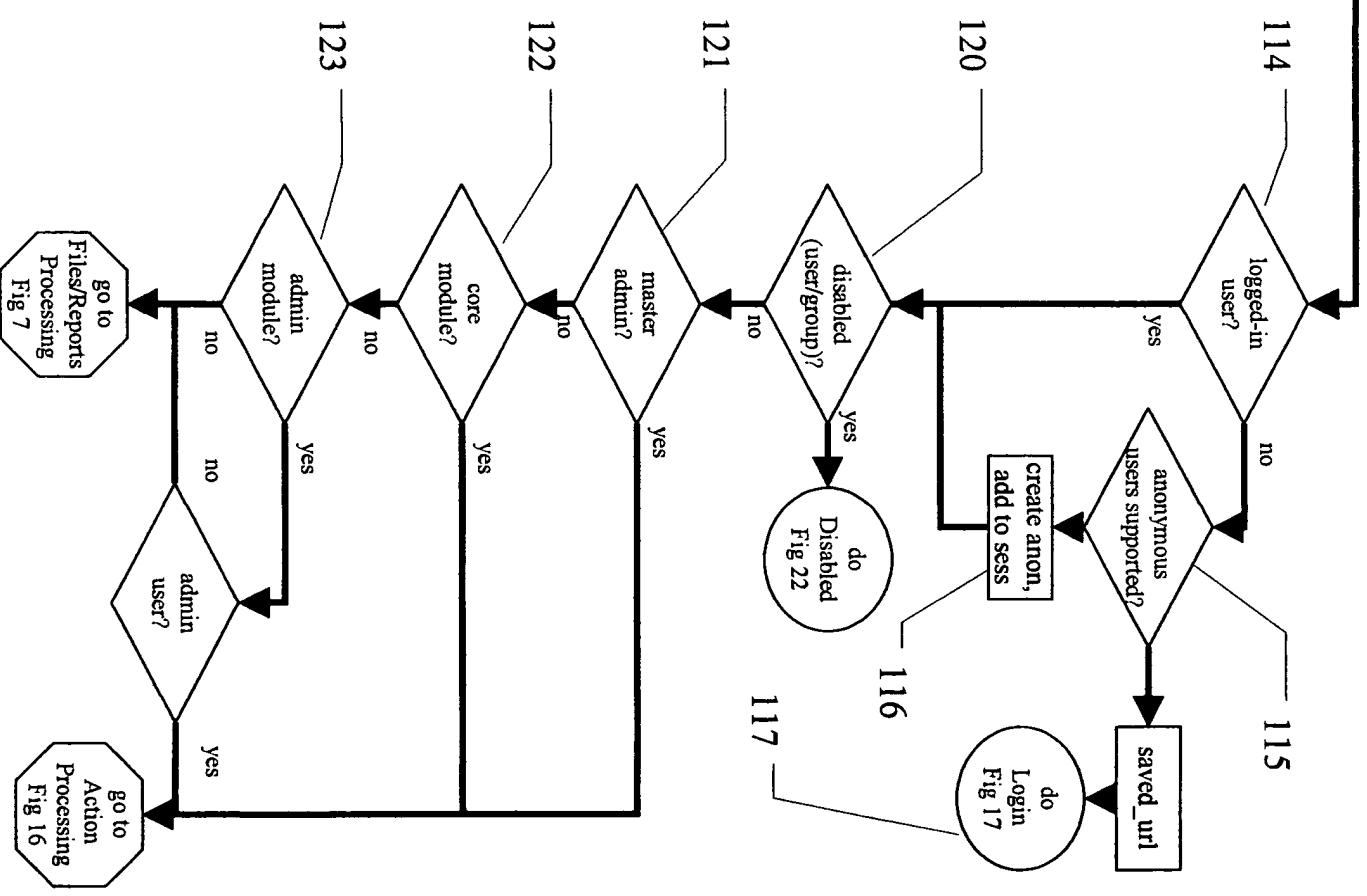 114
logged-in
user?
yes
no
115
anonymous
users supported?
saved_url
117
do
Login
Fig 17
116
create anon,
add to sess
120
disabled
(user/group)?
yes
do
Disabled
Fig 22
no
121
master
admin?
yes
no
122
core
module?
yes
no
123
admin
module?
yes
no
admin
user?
no
yes
go to
Files/Reports
Processing
Fig 7
go to
Action
Processing
Fig 16